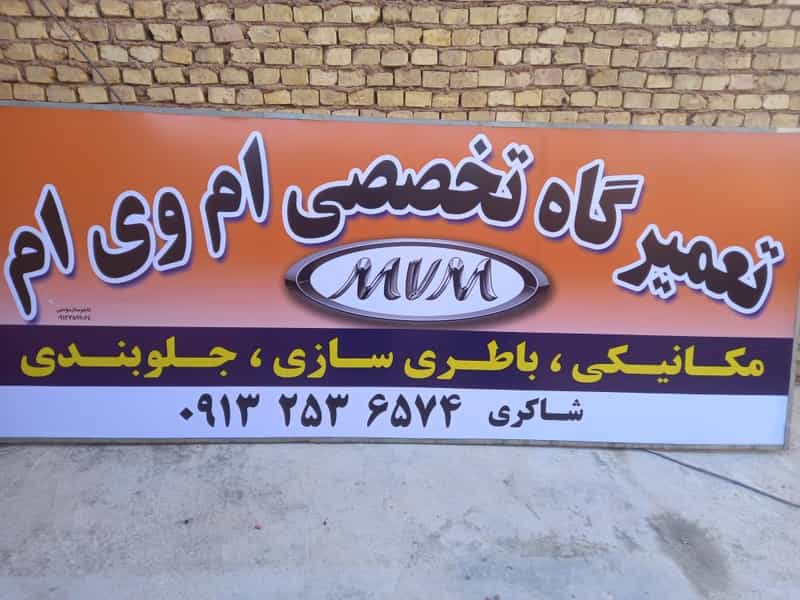 تعمیرگاه تخصصی ام وی ام
MVM
مکانیکی ، باطری سازی ، جلوبندی
شاکری ۰۹۱۳ ۲۵۳ ۶۵۷۴